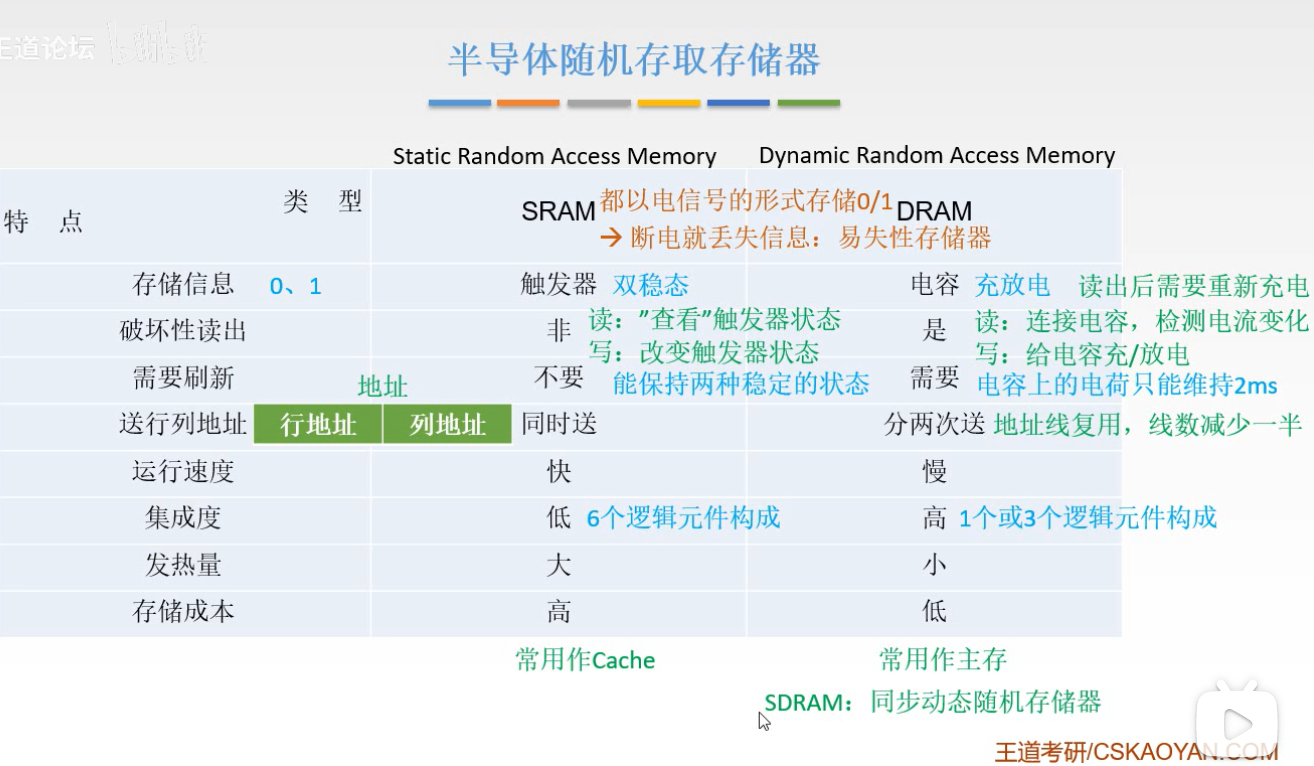 王道论坛
半导体随机存取存储器
Static Random Access Memory Dynamic Random Access Memory
特 点 类 型 SRAM 都以电信号的形式存储0/1 DRAM
→ 断电就丢失信息：易失性存储器
存储信息 0、1 触发器 双稳态 电容 充放电 读出后需要重新充电
破坏性读出 非 读："查看"触发器状态 是 读：连接电容，检测电流变化
写：改变触发器状态 写：给电容充/放电
需要刷新 不要 能保持两种稳定的状态 需要 电容上的电荷只能维持2ms
地址
送行列地址 行地址 列地址 同时送 分两次送 地址线复用，线数减少一半
运行速度 快 慢
集成度 低 6个逻辑元件构成 高 1个或3个逻辑元件构成
发热量 大 小
存储成本 高 低
常用作Cache 常用作主存
SDRAM：同步动态随机存储器
王道考研/CSKAOYAN.COM